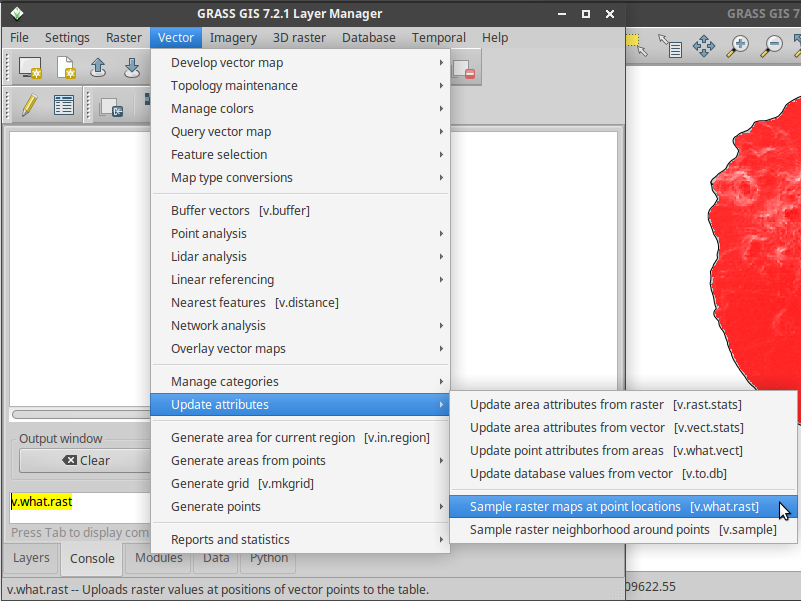 GRASS GIS 7.2.1 Layer Manager
GRASS GIS 7
File Settings Raster Vector Imagery 3D raster Database Temporal Help
Develop vector map
Topology maintenance
Manage colors
Query vector map
Feature selection
Map type conversions
Buffer vectors [v.buffer]
Point analysis
Lidar analysis
Linear referencing
Nearest features [v.distance]
Network analysis
Overlay vector maps
Manage categories
Update attributes
Generate area for current region [v.in.region]
Generate areas from points
Generate grid [v.mkgrid]
Generate points
Reports and statistics
Update area attributes from raster [v.rast.stats]
Update area attributes from vector [v.vect.stats]
Update point attributes from areas [v.what.vect]
Update database values from vector [v.to.db]
Sample raster maps at point locations [v.what.rast]
Sample raster neighborhood around points [v.sample]
Output window
Clear
v.what.rast
Press Tab to display com
Layers Console Modules Data Python
v.what.rast -- Uploads raster values at positions of vector points to the table.
09622.55